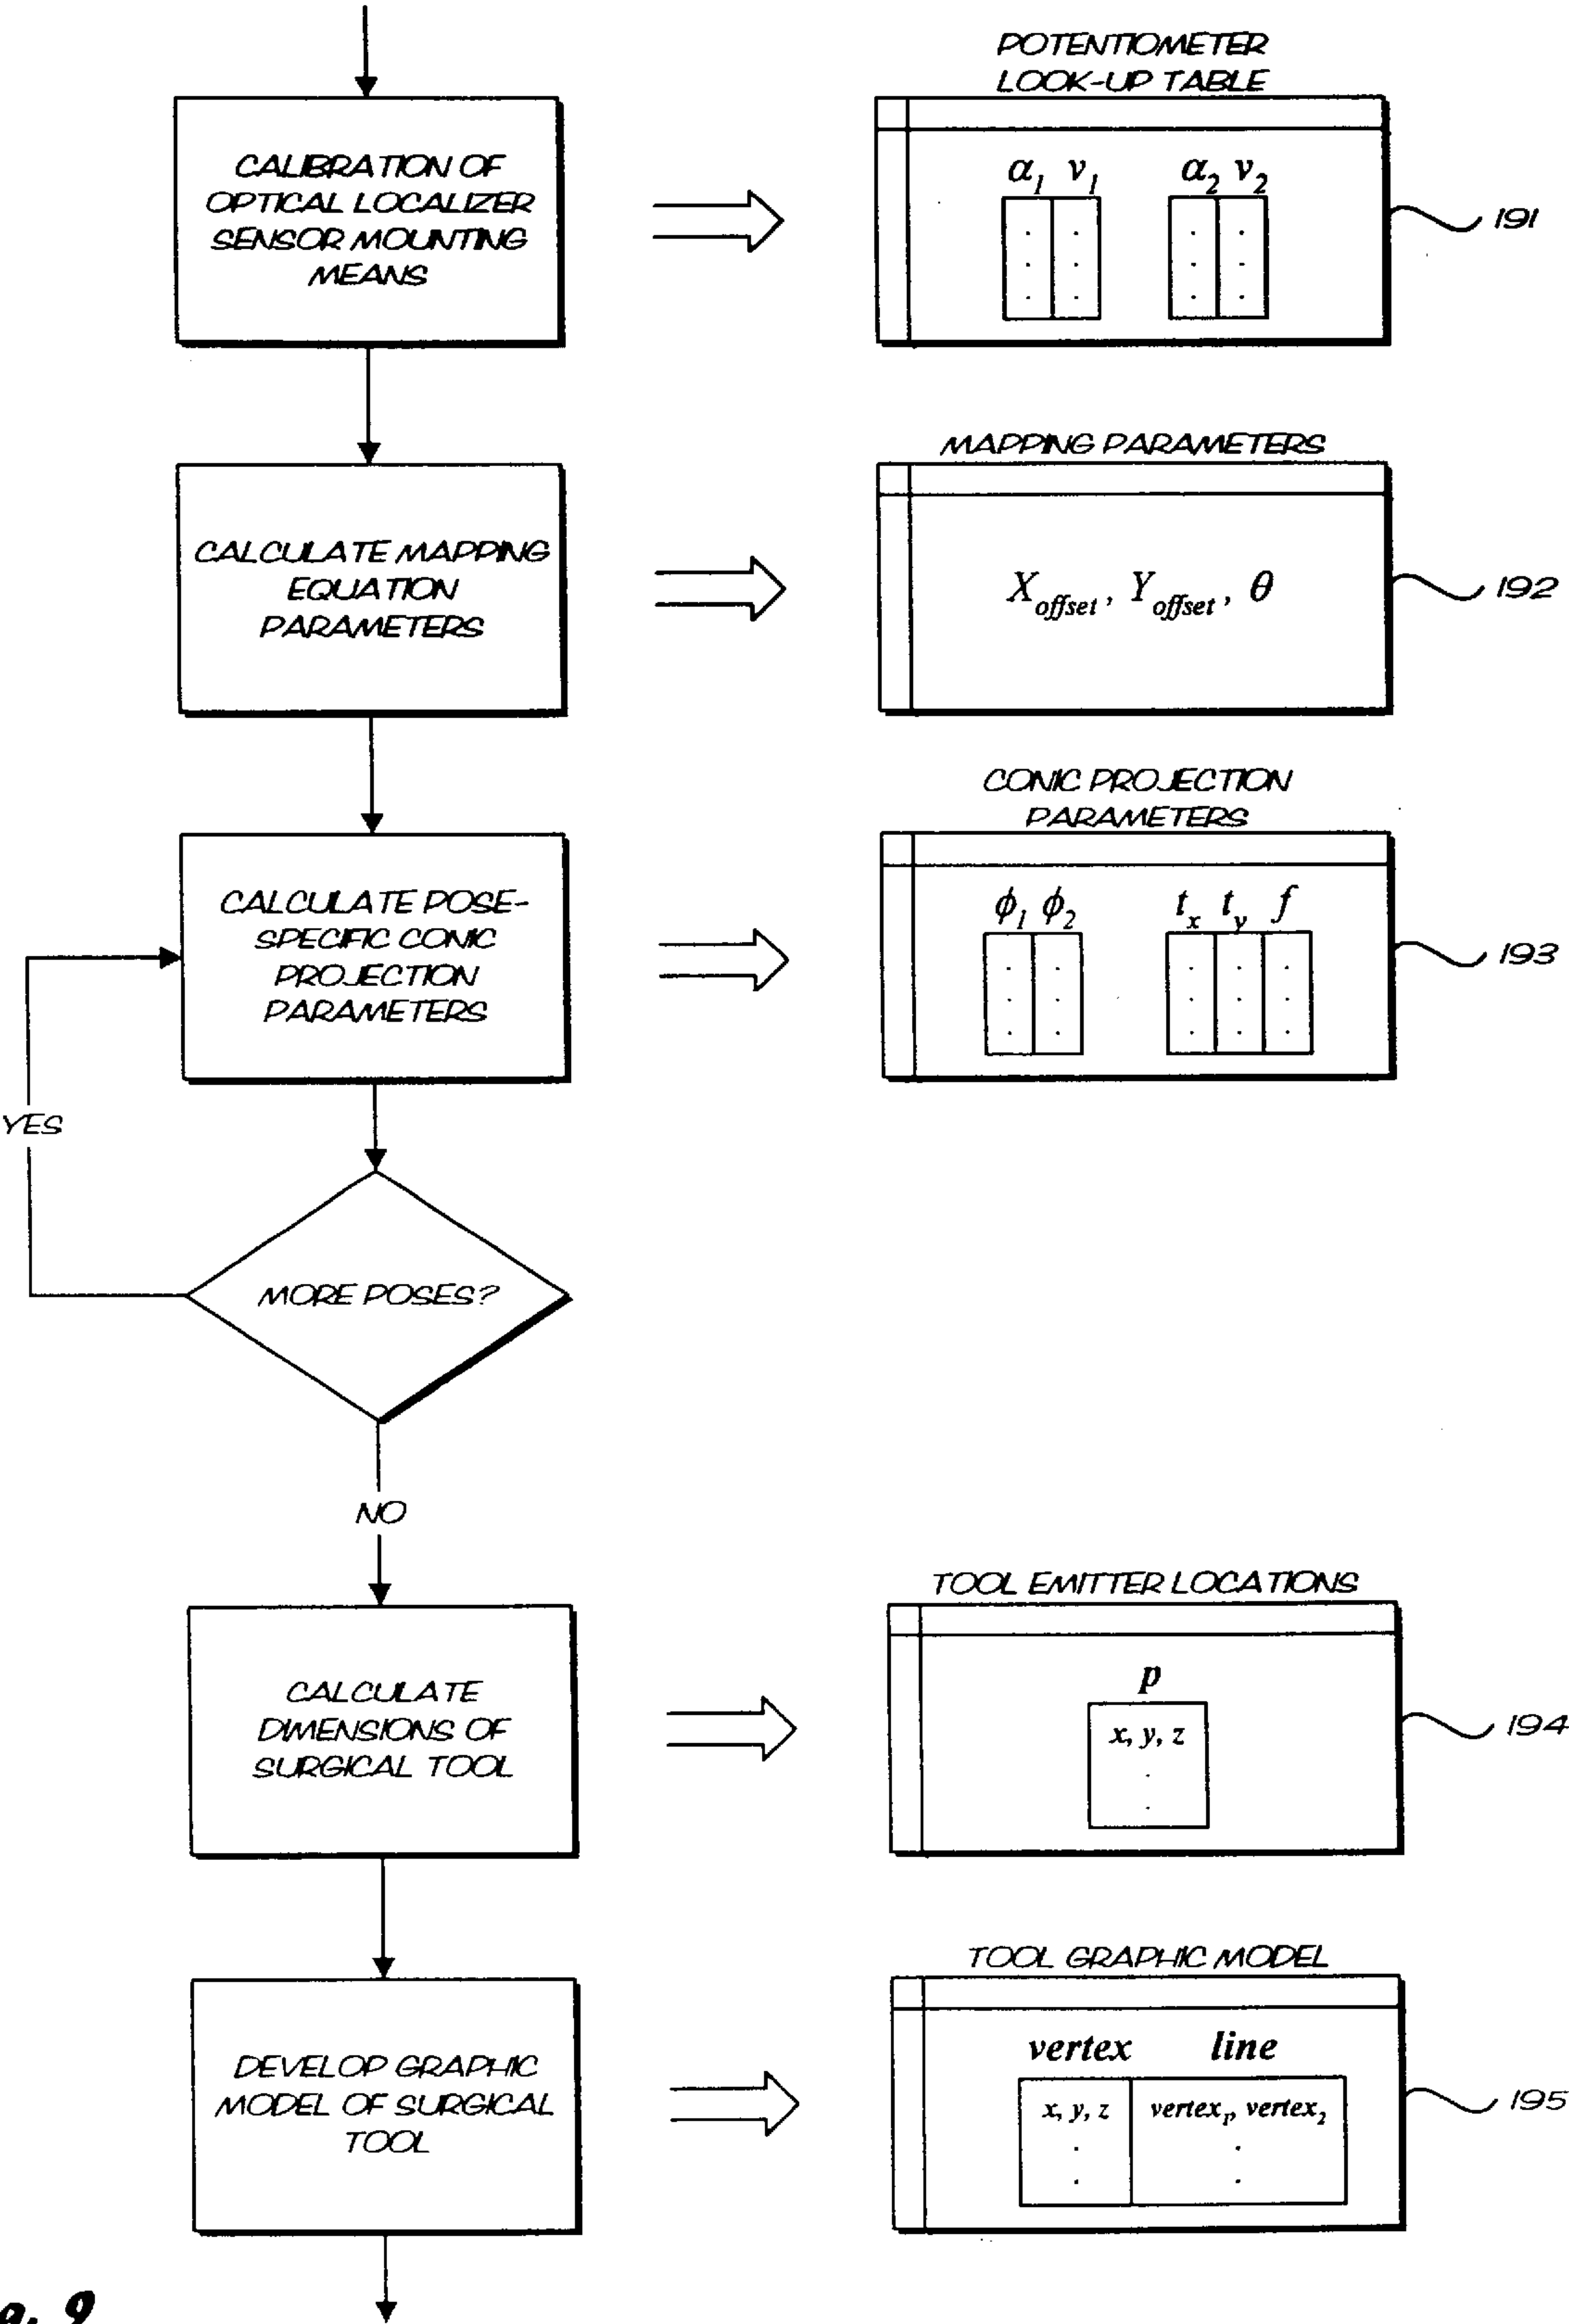 POTENTIOMETER
LOOK-UP TABLE
CALIBRATION OF
OPTICAL LOCALIZER
SENSOR MOUNTING
MEANS
α1 v1 α2 v2
191
MAPPING PARAMETERS
CALCULATE MAPPING
EQUATION
PARAMETERS
Xoffset, Yoffset, θ
192
CONIC PROJECTION
PARAMETERS
CALCULATE POSE-
SPECIFIC CONIC
PROJECTION
PARAMETERS
ϕ1 ϕ2 tx ty f
193
YES
MORE POSES?
NO
TOOL EMITTER LOCATIONS
CALCULATE
DIMENSIONS OF
SURGICAL TOOL
p
x, y, z
194
TOOL GRAPHIC MODEL
DEVELOP GRAPHIC
MODEL OF SURGICAL
TOOL
vertex line
x, y, z vertex1, vertex2
195
9